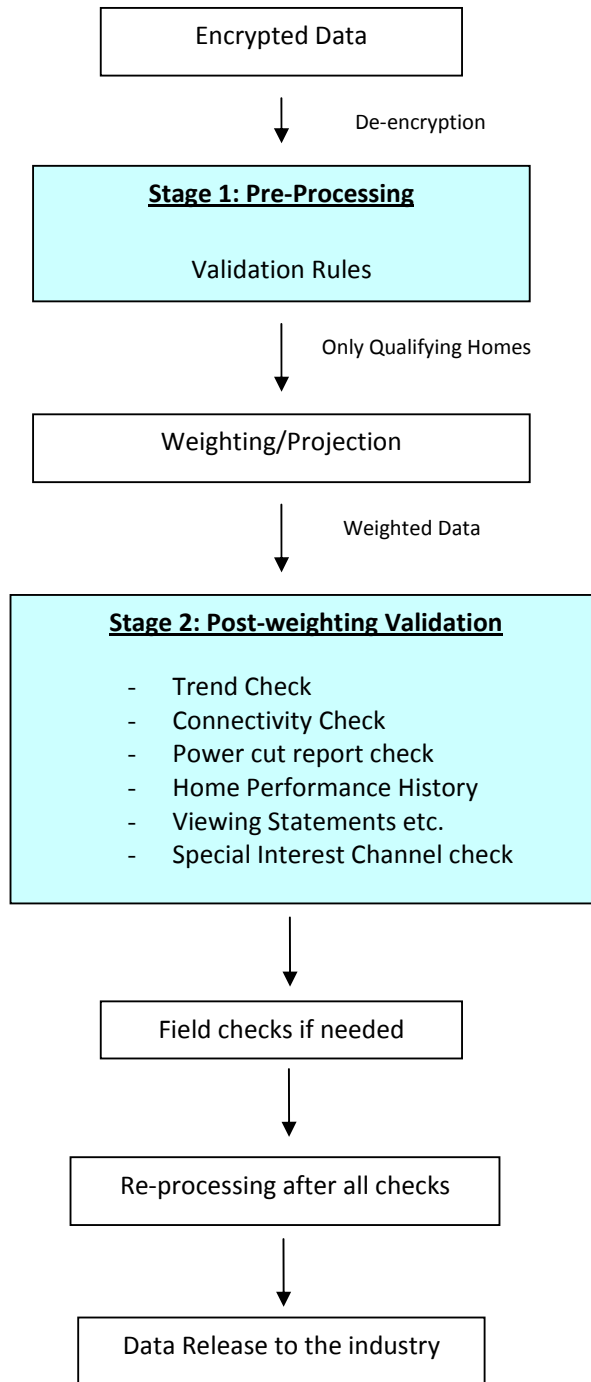 Encrypted Data
De-encryption
Stage 1: Pre-Processing
Validation Rules
Only Qualifying Homes
Weighting/Projection
Weighted Data
Stage 2: Post-weighting Validation
- Trend Check
- Connectivity Check
- Power cut report check
- Home Performance History
- Viewing Statements etc.
- Special Interest Channel check
Field checks if needed
Re-processing after all checks
Data Release to the industry